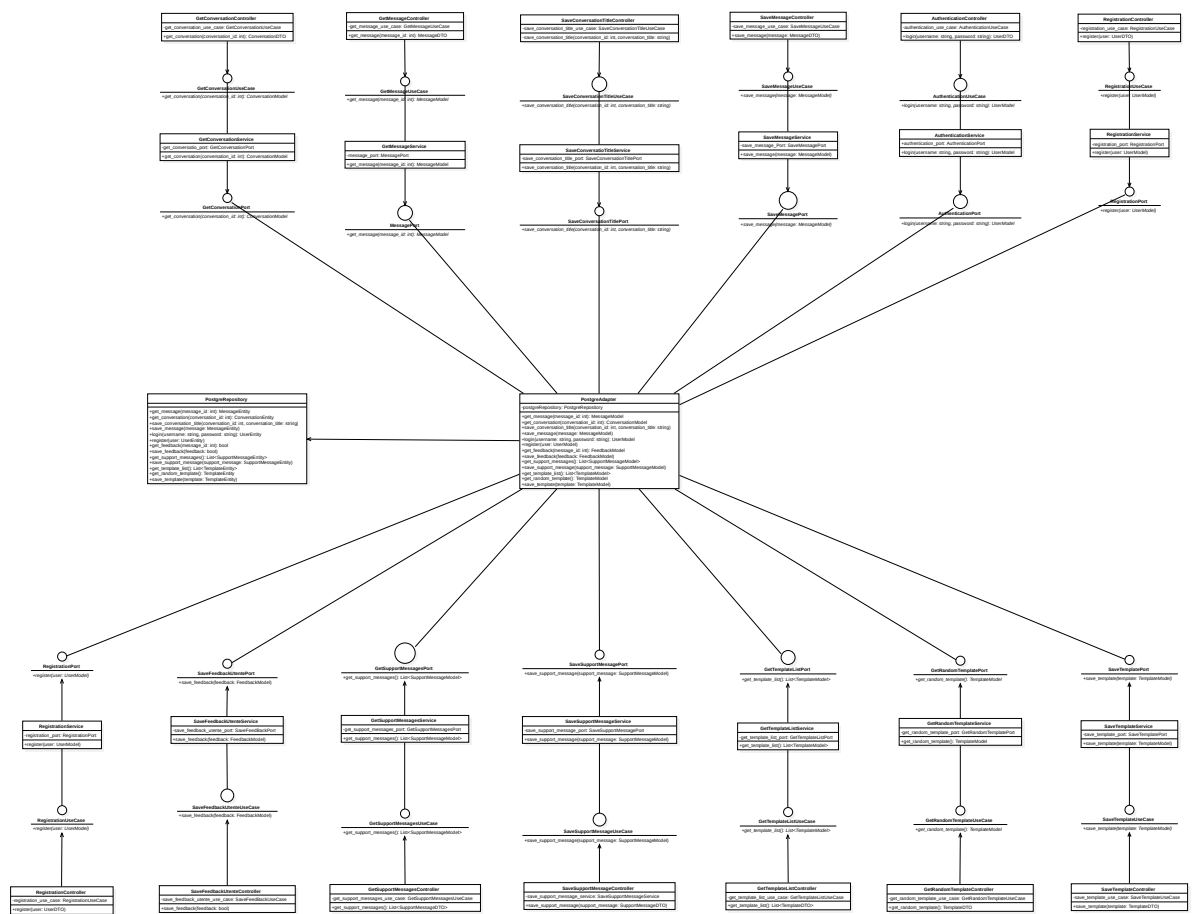 GetConversationController
-get_conversation_use_case: GetConversationUseCase
+get_conversation(conversation_id: int): ConversationDTO
GetConversationUseCase
+get_conversation(conversation_id: int): ConversationModel
GetConversationService
-get_conversatio_port: GetConversationPort
+get_conversation(conversation_id: int): ConversationModel
GetConversationPort
+get_conversation(conversation_id: int): ConversationModel
GetMessageController
-get_message_use_case: GetMessageUseCase
+get_message(message_id: int): MessageDTO
GetMessageUseCase
+get_message(message_id: int): MessageModel
GetMessageService
-message_port: MessagePort
+get_message(message_id: int): MessageModel
MessagePort
+get_message(message_id: int): MessageModel
SaveConversationTitleController
-save_conversation_title_use_case: SaveConversationTitleUseCase
-save_conversation_title(conversation_id: int, conversation_title: string)
SaveConversationTitleUseCase
+save_conversation_title(conversation_id: int, conversation_title: string)
SaveConversatioTitleService
-save_conversation_title_port: SaveConversationTitlePort
+save_conversation_title(conversation_id: int, conversation_title: string)
SaveConversationTitlePort
+save_conversation_title(conversation_id: int, conversation_title: string)
SaveMessageController
-save_message_use_case: SaveMessageUseCase
+save_message(message: MessageDTO)
SaveMessageUseCase
+save_message(message: MessageModel)
SaveMessageService
-save_message_Port: SaveMessagePort
+save_message(message: MessageModel)
SaveMessagePort
+save_message(message: MessageModel)
AuthenticationController
-authentication_use_case: AutenticationUseCase
+login(username: string, password: string): UserDTO
AutenticationUseCase
+login(username: string, password: string): UserModel
AuthenticationService
+authentication_port: AutenticationPort
+login(username: string, password: string): UserModel
AutenticationPort
+login(username: string, password: string): UserModel
RegistrationController
-registration_use_case: RegistrationUseCase
+register(user: UserDTO)
RegistrationUseCase
+register(user: UserModel)
RegistrationService
-registration_port: RegistrationPort
+register(user: UserModel)
RegistrationPort
+register(user: UserModel)
PostgreRepository
+get_message(message_id: int): MessageEntity
+get_conversation(conversation_id: int): ConversationEntity
+save_conversation_title(conversation_id: int, conversation_title: string)
+save_message(message: MessageEntity)
+login(username: string, password: string): UserEntity
+register(user: UserEntity)
+get_feedback(message_id: int): bool
+save_feedback(feedback: bool)
+get_support_messages(): List<SupportMessageEntity>
+save_support_message(support_message: SupportMessageEntity)
+get_template_list(): List<TemplateEntity>
+get_random_template(): TemplateEntity
+save_template(template: TemplateEntity)
PostgreAdapter
-postgreRepository: PostgreRepository
+get_message(message_id: int): MessageModel
+get_conversation(conversation_id: int): ConversationModel
+save_conversation_title(conversation_id: int, conversation_title: string)
+save_message(message: MessageModel)
+login(username: string, password: string): UserModel
+register(user: UserModel)
+get_feedback(message_id: int): FeedbackModel
+save_feedback(feedback: FeedbackModel)
+get_support_messages(): List<SupportMessageModel>
+save_support_message(support_message: SupportMessageModel)
+get_template_list(): List<TemplateModel>
+get_random_template(): TemplateModel
+save_template(template: TemplateModel)
RegistrationPort
+register(user: UserModel)
RegistrationService
-registration_port: RegistrationPort
+register(user: UserModel)
RegistrationUseCase
+register(user: UserModel)
RegistrationController
-registration_use_case: RegistrationUseCase
+register(user: UserDTO)
SaveFeedbackUtentePort
+save_feedback(feedback: FeedbackModel)
SaveFeedbackUtenteService
-save_feedback_utente_port: SaveFeedbackPort
+save_feedback(feedback: FeedbackModel)
SaveFeedbackUtenteUseCase
+save_feedback(feedback: FeedbackModel)
SaveFeedbackUtenteController
-save_feedback_utente_use_case: SaveFeedbackUtenteUseCase
+save_feedback(feedback: bool)
GetSupportMessagesPort
+get_support_messages(): List<SupportMessageModel>
GetSupportMessagesService
-get_support_messages_port: GetSupportMessagesPort
+get_support_messages(): List<SupportMessageModel>
GetSupportMessagesUseCase
+get_support_messages(): List<SupportMessageModel>
GetSupportMessagesController
-get_support_messages_use_case: GetSupportMessagesUseCase
+get_support_messages(): List<SupportMessageDTO>
SaveSupportMessagePort
+save_support_message(support_message: SupportMessageModel)
SaveSupportMessageService
-save_support_message_port: SaveSupportMessagePort
+save_support_message(support_message: SupportMessageModel)
SaveSupportMessageUseCase
+save_support_message(support_message: SupportMessageModel)
SaveSupportMessageController
-save_support_message_service: SaveSupportMessageService
+save_support_message(support_message: SupportMessageDTO)
GetTemplateListPort
+get_template_list(): List<TemplateModel>
GetTemplateListService
-get_template_list_port: GetTemplateListPort
+get_template_list(): List<TemplateModel>
GetTemplateListUseCase
+get_template_list(): List<TemplateModel>
GetTemplateListController
-get_template_list_use_case: GetTemplateListUseCase
+get_template_list(): List<TemplateDTO>
GetRandomTemplatePort
+get_random_template(): TemplateModel
GetRandomTemplateService
-get_random_template_port: GetRandomTemplatePort
+get_random_template(): TemplateModel
GetRandomTemplateUseCase
+get_random_template(): TemplateModel
GetRandomTemplateController
-get_random_template_use_case: GetRandomTemplateUseCase
+get_random_template(): TemplateDTO
SaveTemplatePort
+save_template(template: TemplateModel)
SaveTemplateService
-save_template_port: SaveTemplatePort
+save_template(template: TemplateModel)
SaveTemplateUseCase
+save_template(template: TemplateModel)
SaveTemplateController
-save_template_use_case: SaveTemplateUseCase
+save_template(template: TemplateDTO)